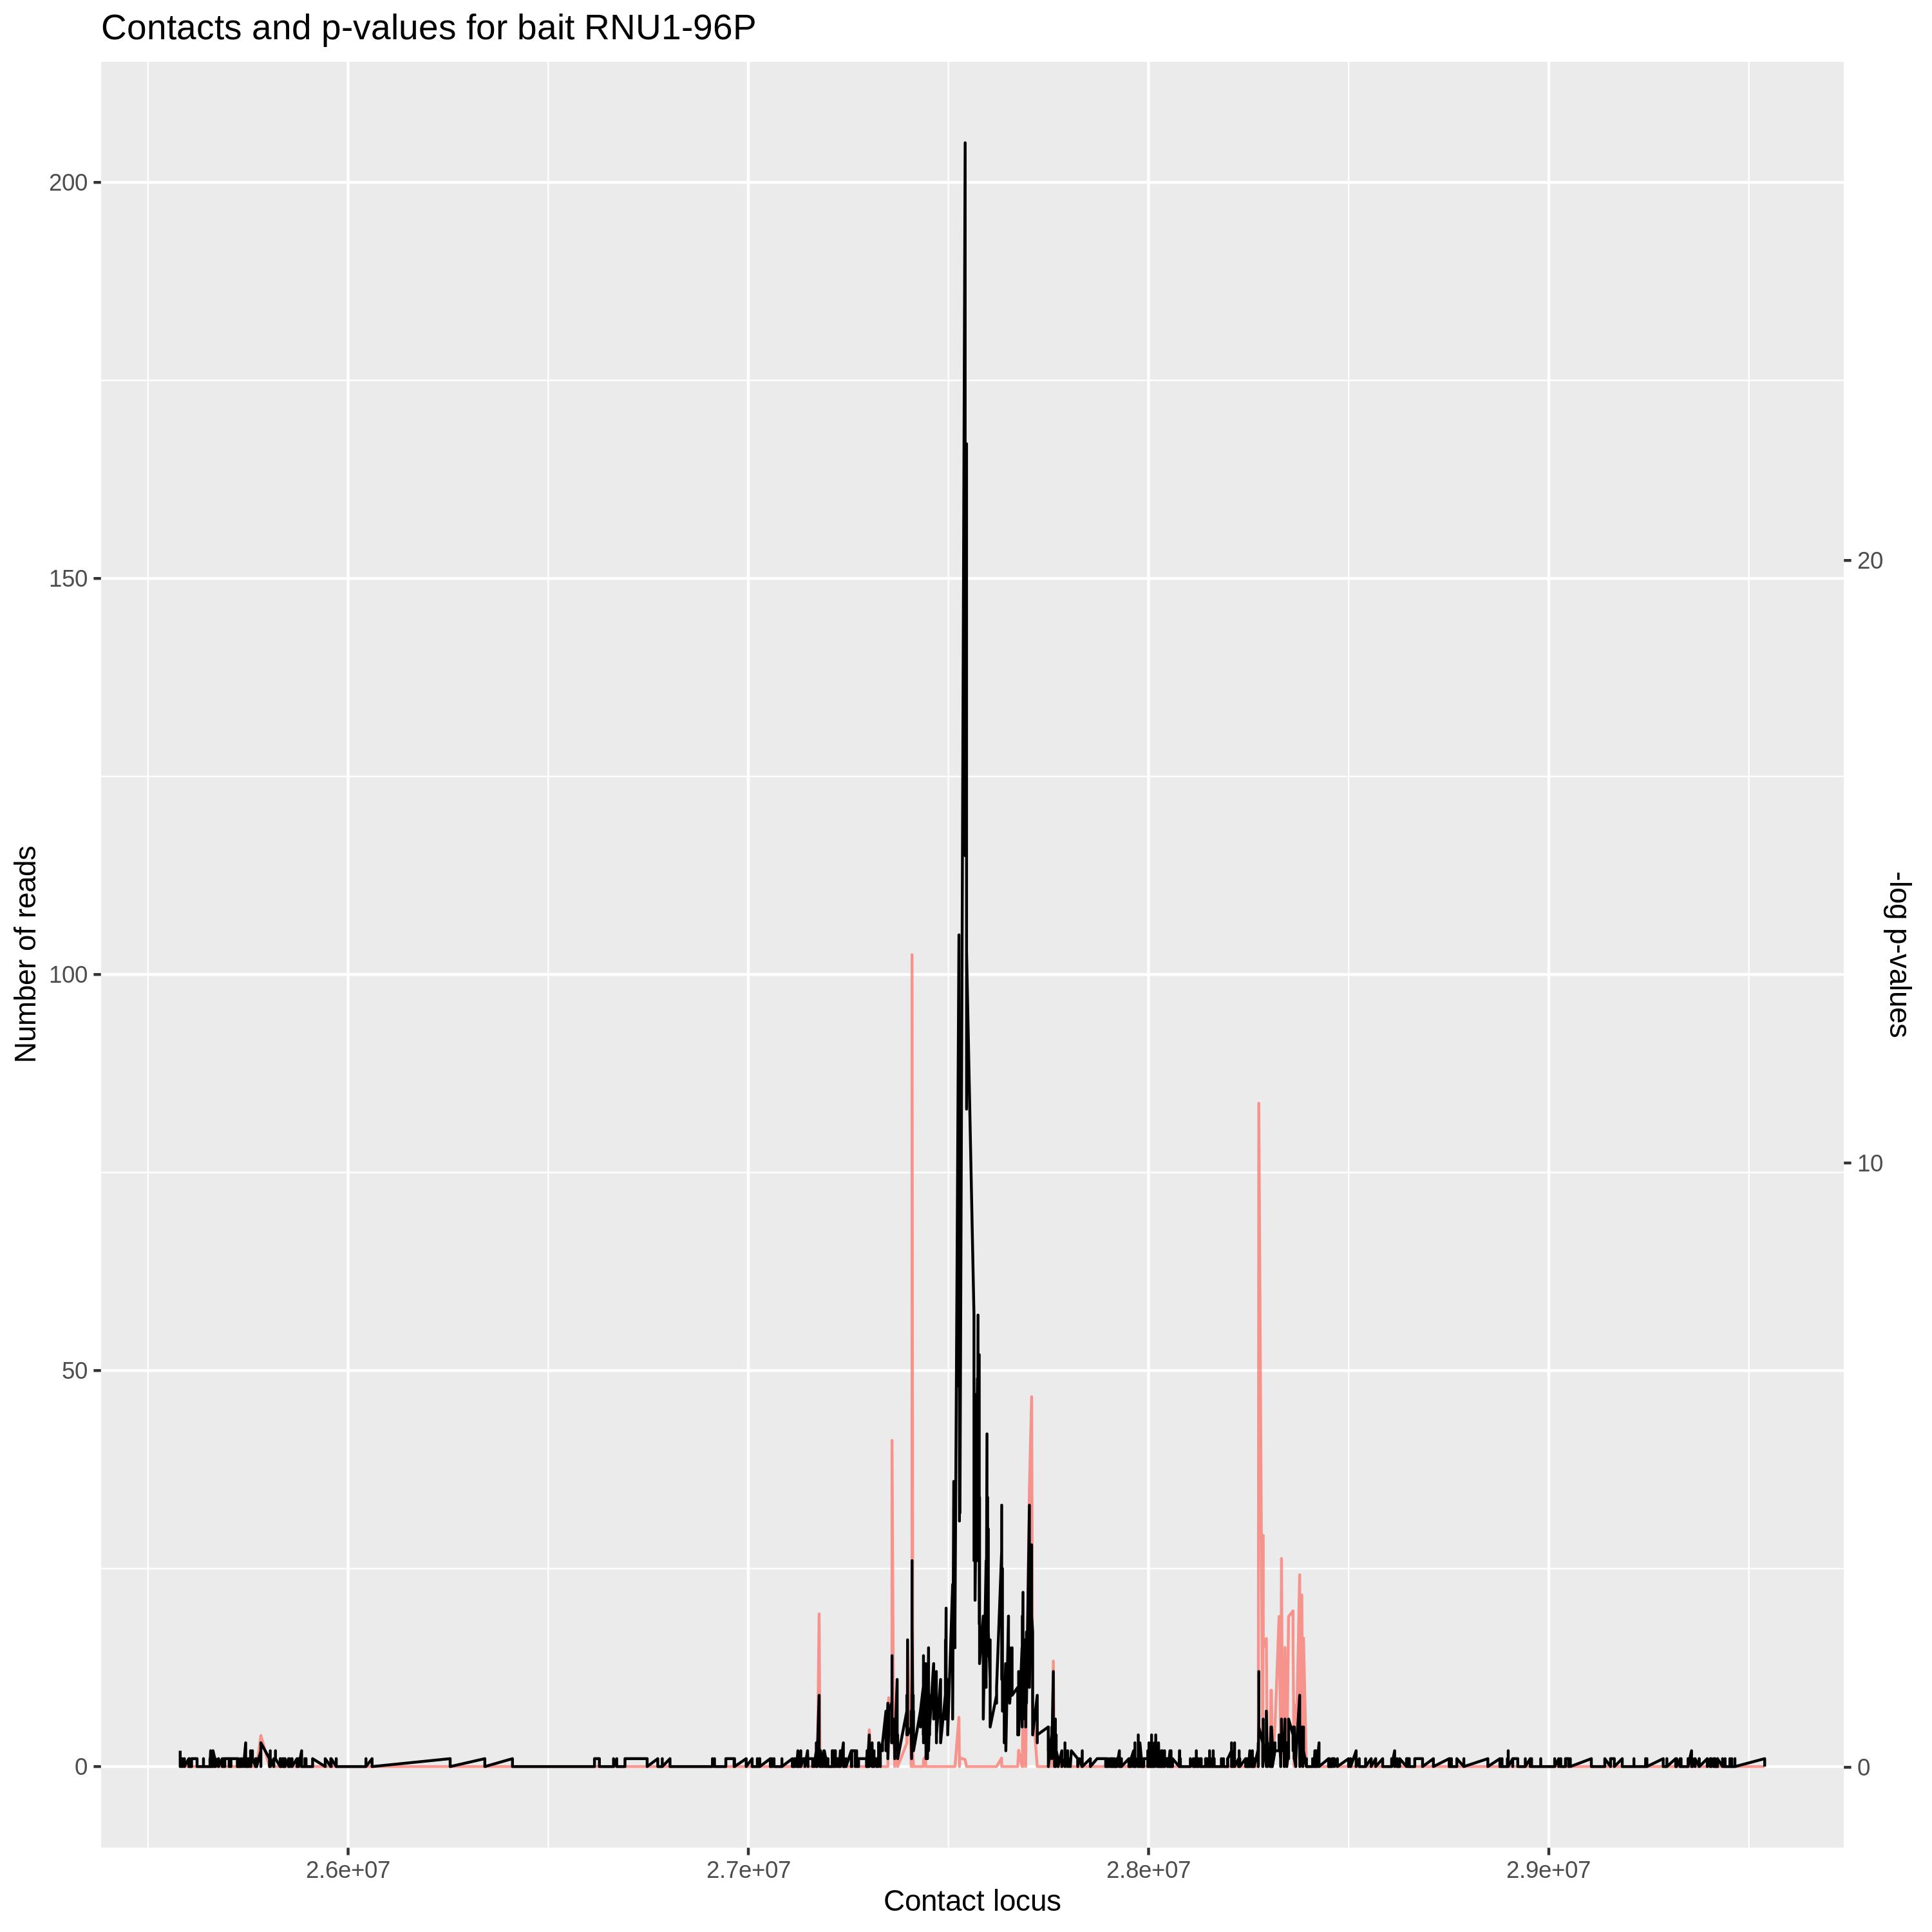 Contacts and p-values for bait RNU1-96P
200
150
100
50
0
Number of reads
20
10
0
-log p-values
2.6e+07
2.7e+07
2.8e+07
2.9e+07
Contact locus